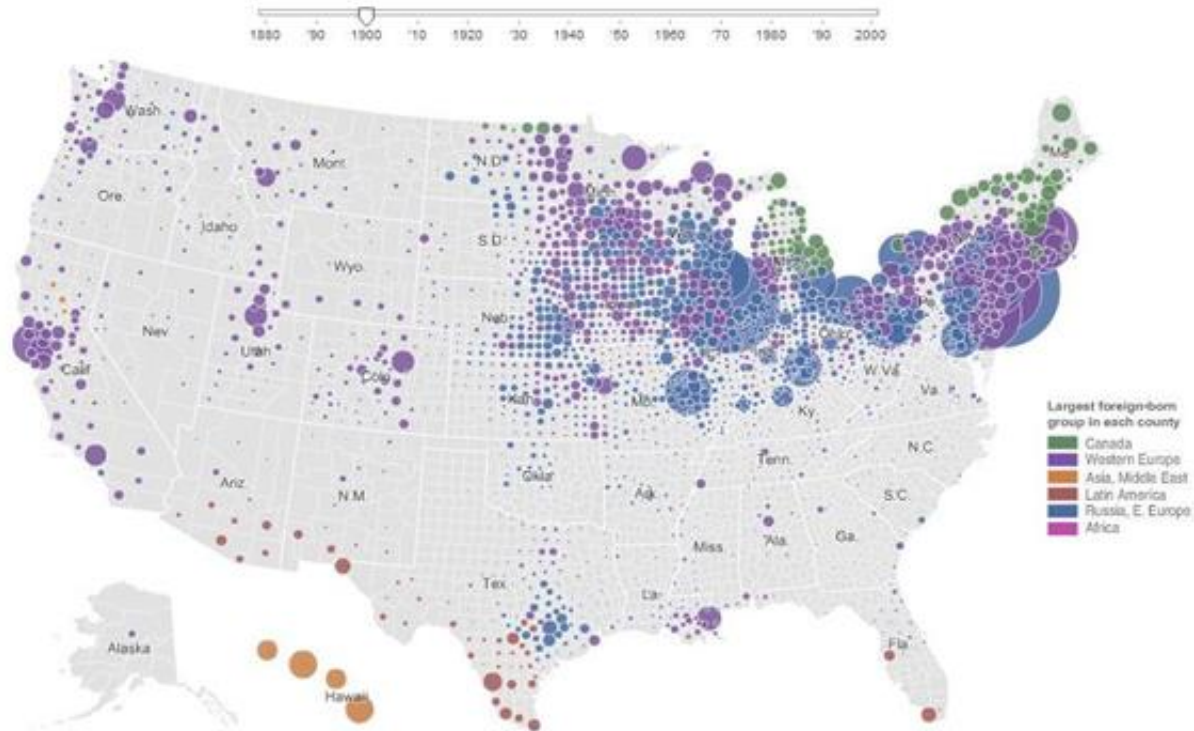 1880 '90 1900 '10 1920 '30 1940 '50 1960 '70 1980 '90 2000
Wash.
Mont.
N.D.
Me.
Ore.
Idaho
S.D.
Wyo.
Neb.
Nev.
Utah
Colo.
Calif.
Kan.
Mo.
Ohio
Pa.
W.Va.
Va.
Ky.
Largest foreign-born
group in each county
Canada
Western Europe
Asia, Middle East
Latin America
Russia, E. Europe
Africa
N.C.
Tenn.
Okla.
Ark.
Ariz.
N.M.
S.C.
Miss.
Ala.
Ga.
Tex.
La.
Fla.
Alaska
Hawaii